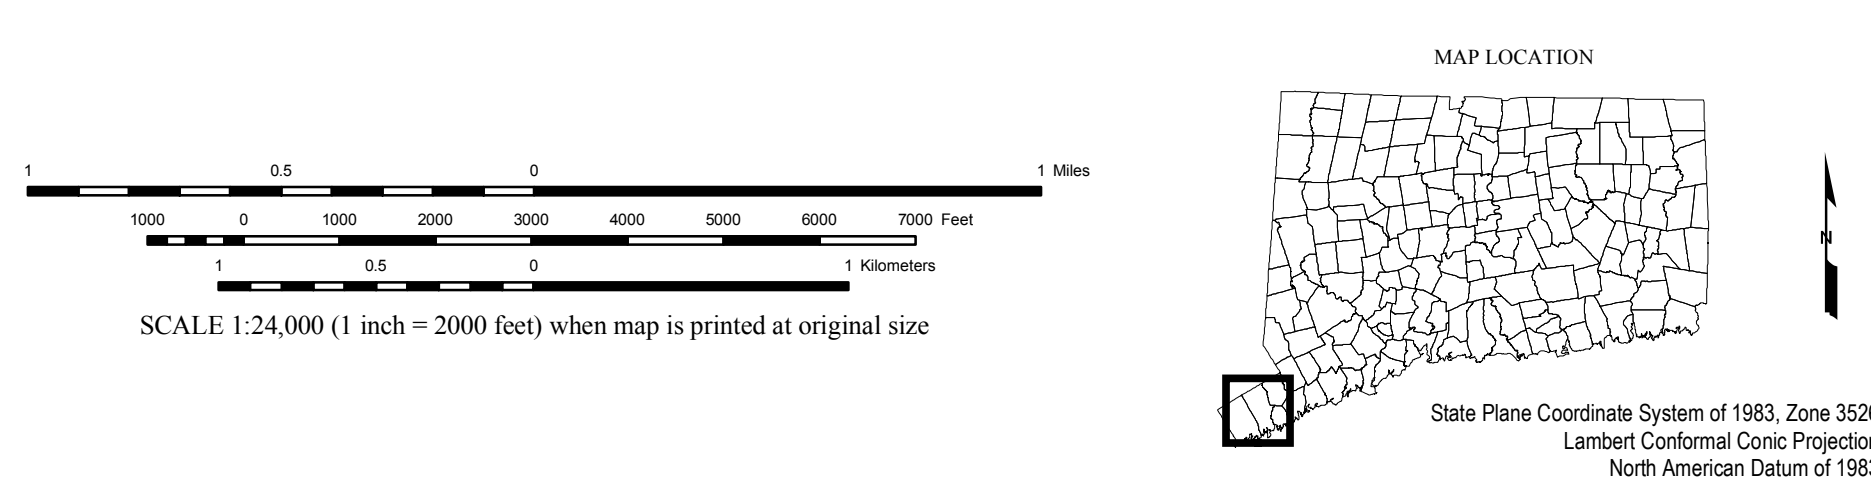 1 0.5 0 1 Miles
1000 0 1000 2000 3000 4000 5000 6000 7000 Feet
1 0.5 0 1 Kilometers
SCALE 1:24,000 (1 inch = 2000 feet) when map is printed at original size
MAP LOCATION
N
State Plane Coordinate System of 1983, Zone 3526
Lambert Conformal Conic Projection
North American Datum of 1983